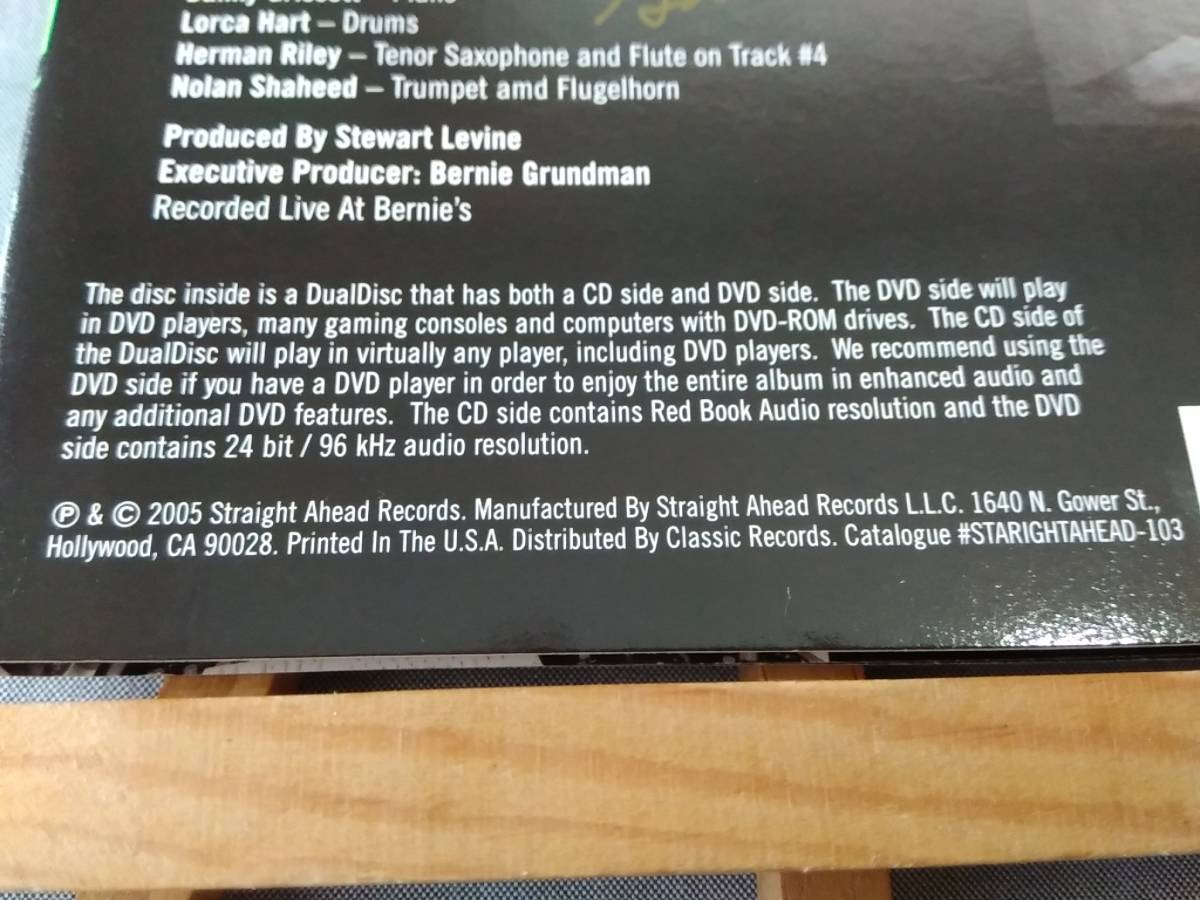 Lorca Hart – Drums
Herman Riley – Tenor Saxophone and Flute on Track #4
Nolan Shaheed – Trumpet amd Flugelhorn
Produced By Stewart Levine
Executive Producer: Bernie Grundman
Recorded Live At Bernie's
The disc inside is a DualDisc that has both a CD side and DVD side. The DVD side will play
in DVD players, many gaming consoles and computers with DVD-ROM drives. The CD side of
the DualDisc will play in virtually any player, including DVD players. We recommend using the
DVD side if you have a DVD player in order to enjoy the entire album in enhanced audio and
any additional DVD features. The CD side contains Red Book Audio resolution and the DVD
side contains 24 bit / 96 kHz audio resolution.
℗ & © 2005 Straight Ahead Records. Manufactured By Straight Ahead Records L.L.C. 1640 N. Gower St.,
Hollywood, CA 90028. Printed In The U.S.A. Distributed By Classic Records. Catalogue #STARIGHTAHEAD-103